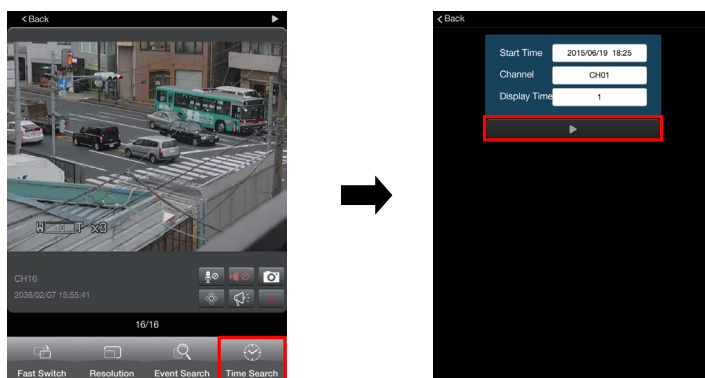 < Back
W T x3
CH16
2036/02/07 15:55:41
16/16
Fast Switch
Resolution
Event Search
Time Search
< Back
Start Time 2015/06/19 18:25
Channel CH01
Display Time 1